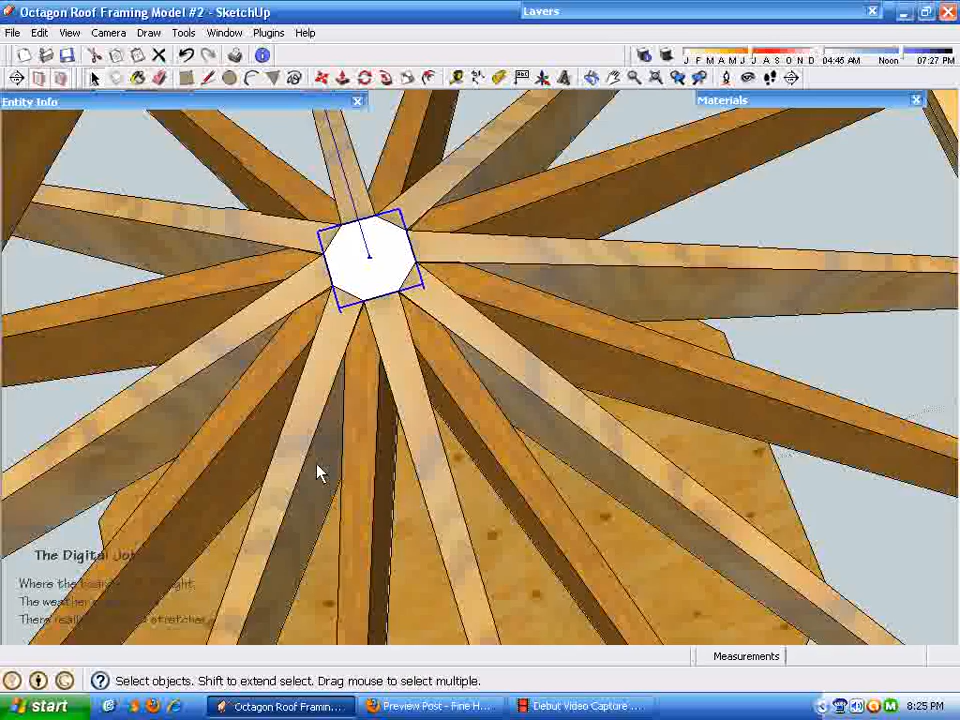 Octagon Roof Framing Model #2 - SketchUp
Layers
File Edit View Camera Draw Tools Window Plugins Help
J F M A M J J A S O N D 04:45 AM Noon 07:27 PM
Entity Info
Materials
The Digital
Where the
The weather
There
Measurements
Select objects. Shift to extend select. Drag mouse to select multiple.
start
Octagon Roof Framin...
Preview Post - Fine H...
Debut Video Capture ...
8:25 PM